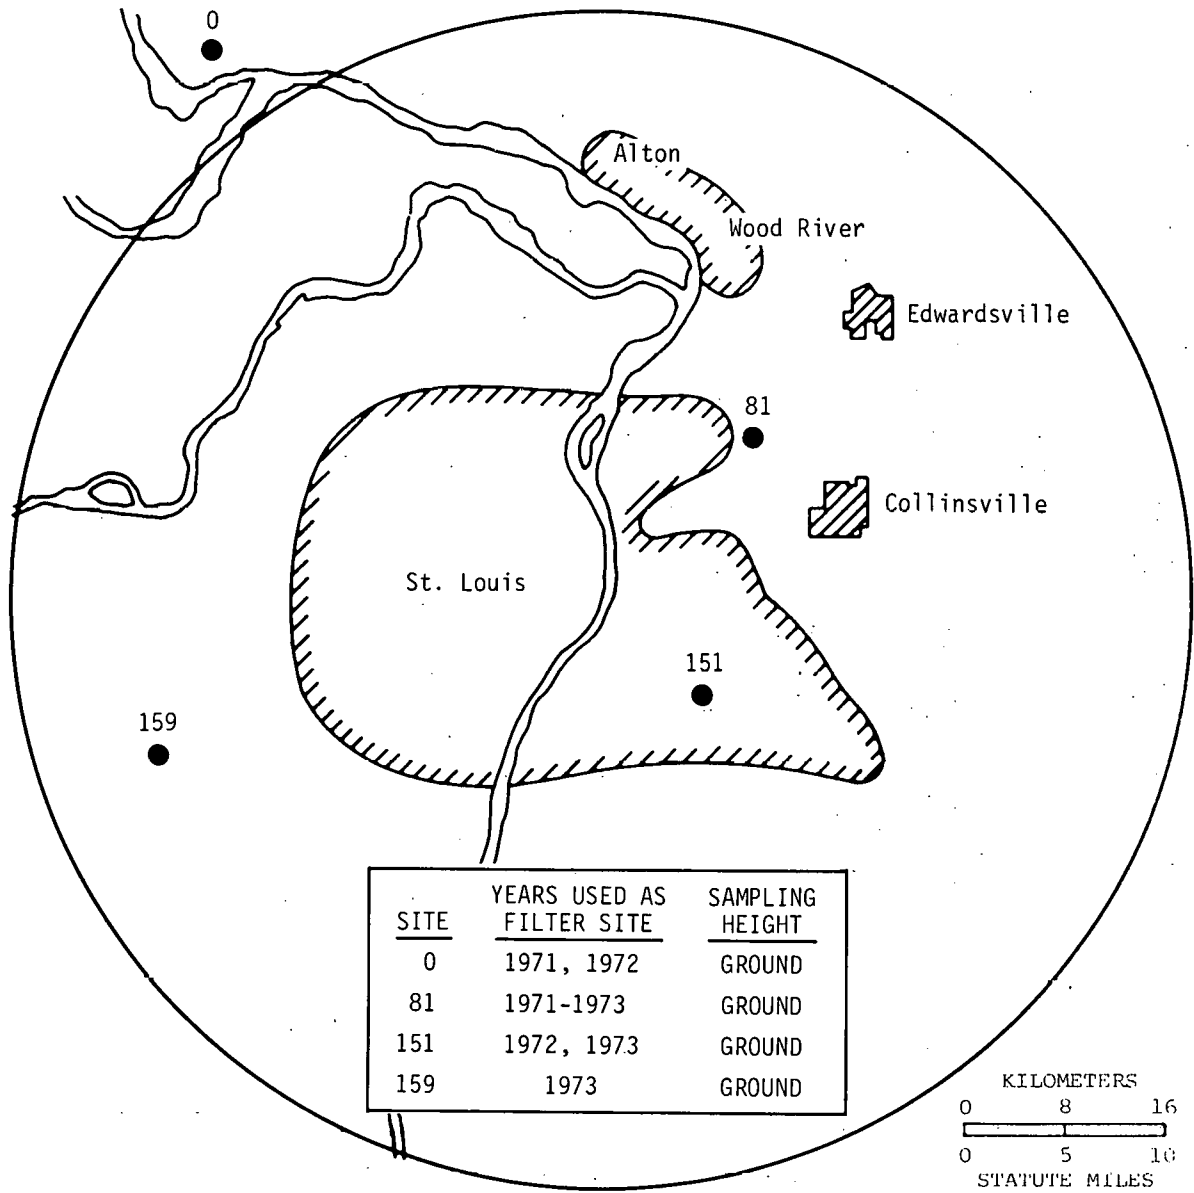 0
Alton
Wood River
Edwardsville
81
Collinsville
St. Louis
151
159
SITE YEARS USED AS FILTER SITE SAMPLING HEIGHT
0 1971, 1972 GROUND
81 1971-1973 GROUND
151 1972, 1973 GROUND
159 1973 GROUND
KILOMETERS
0 8 16
0 5 10
STATUTE MILES